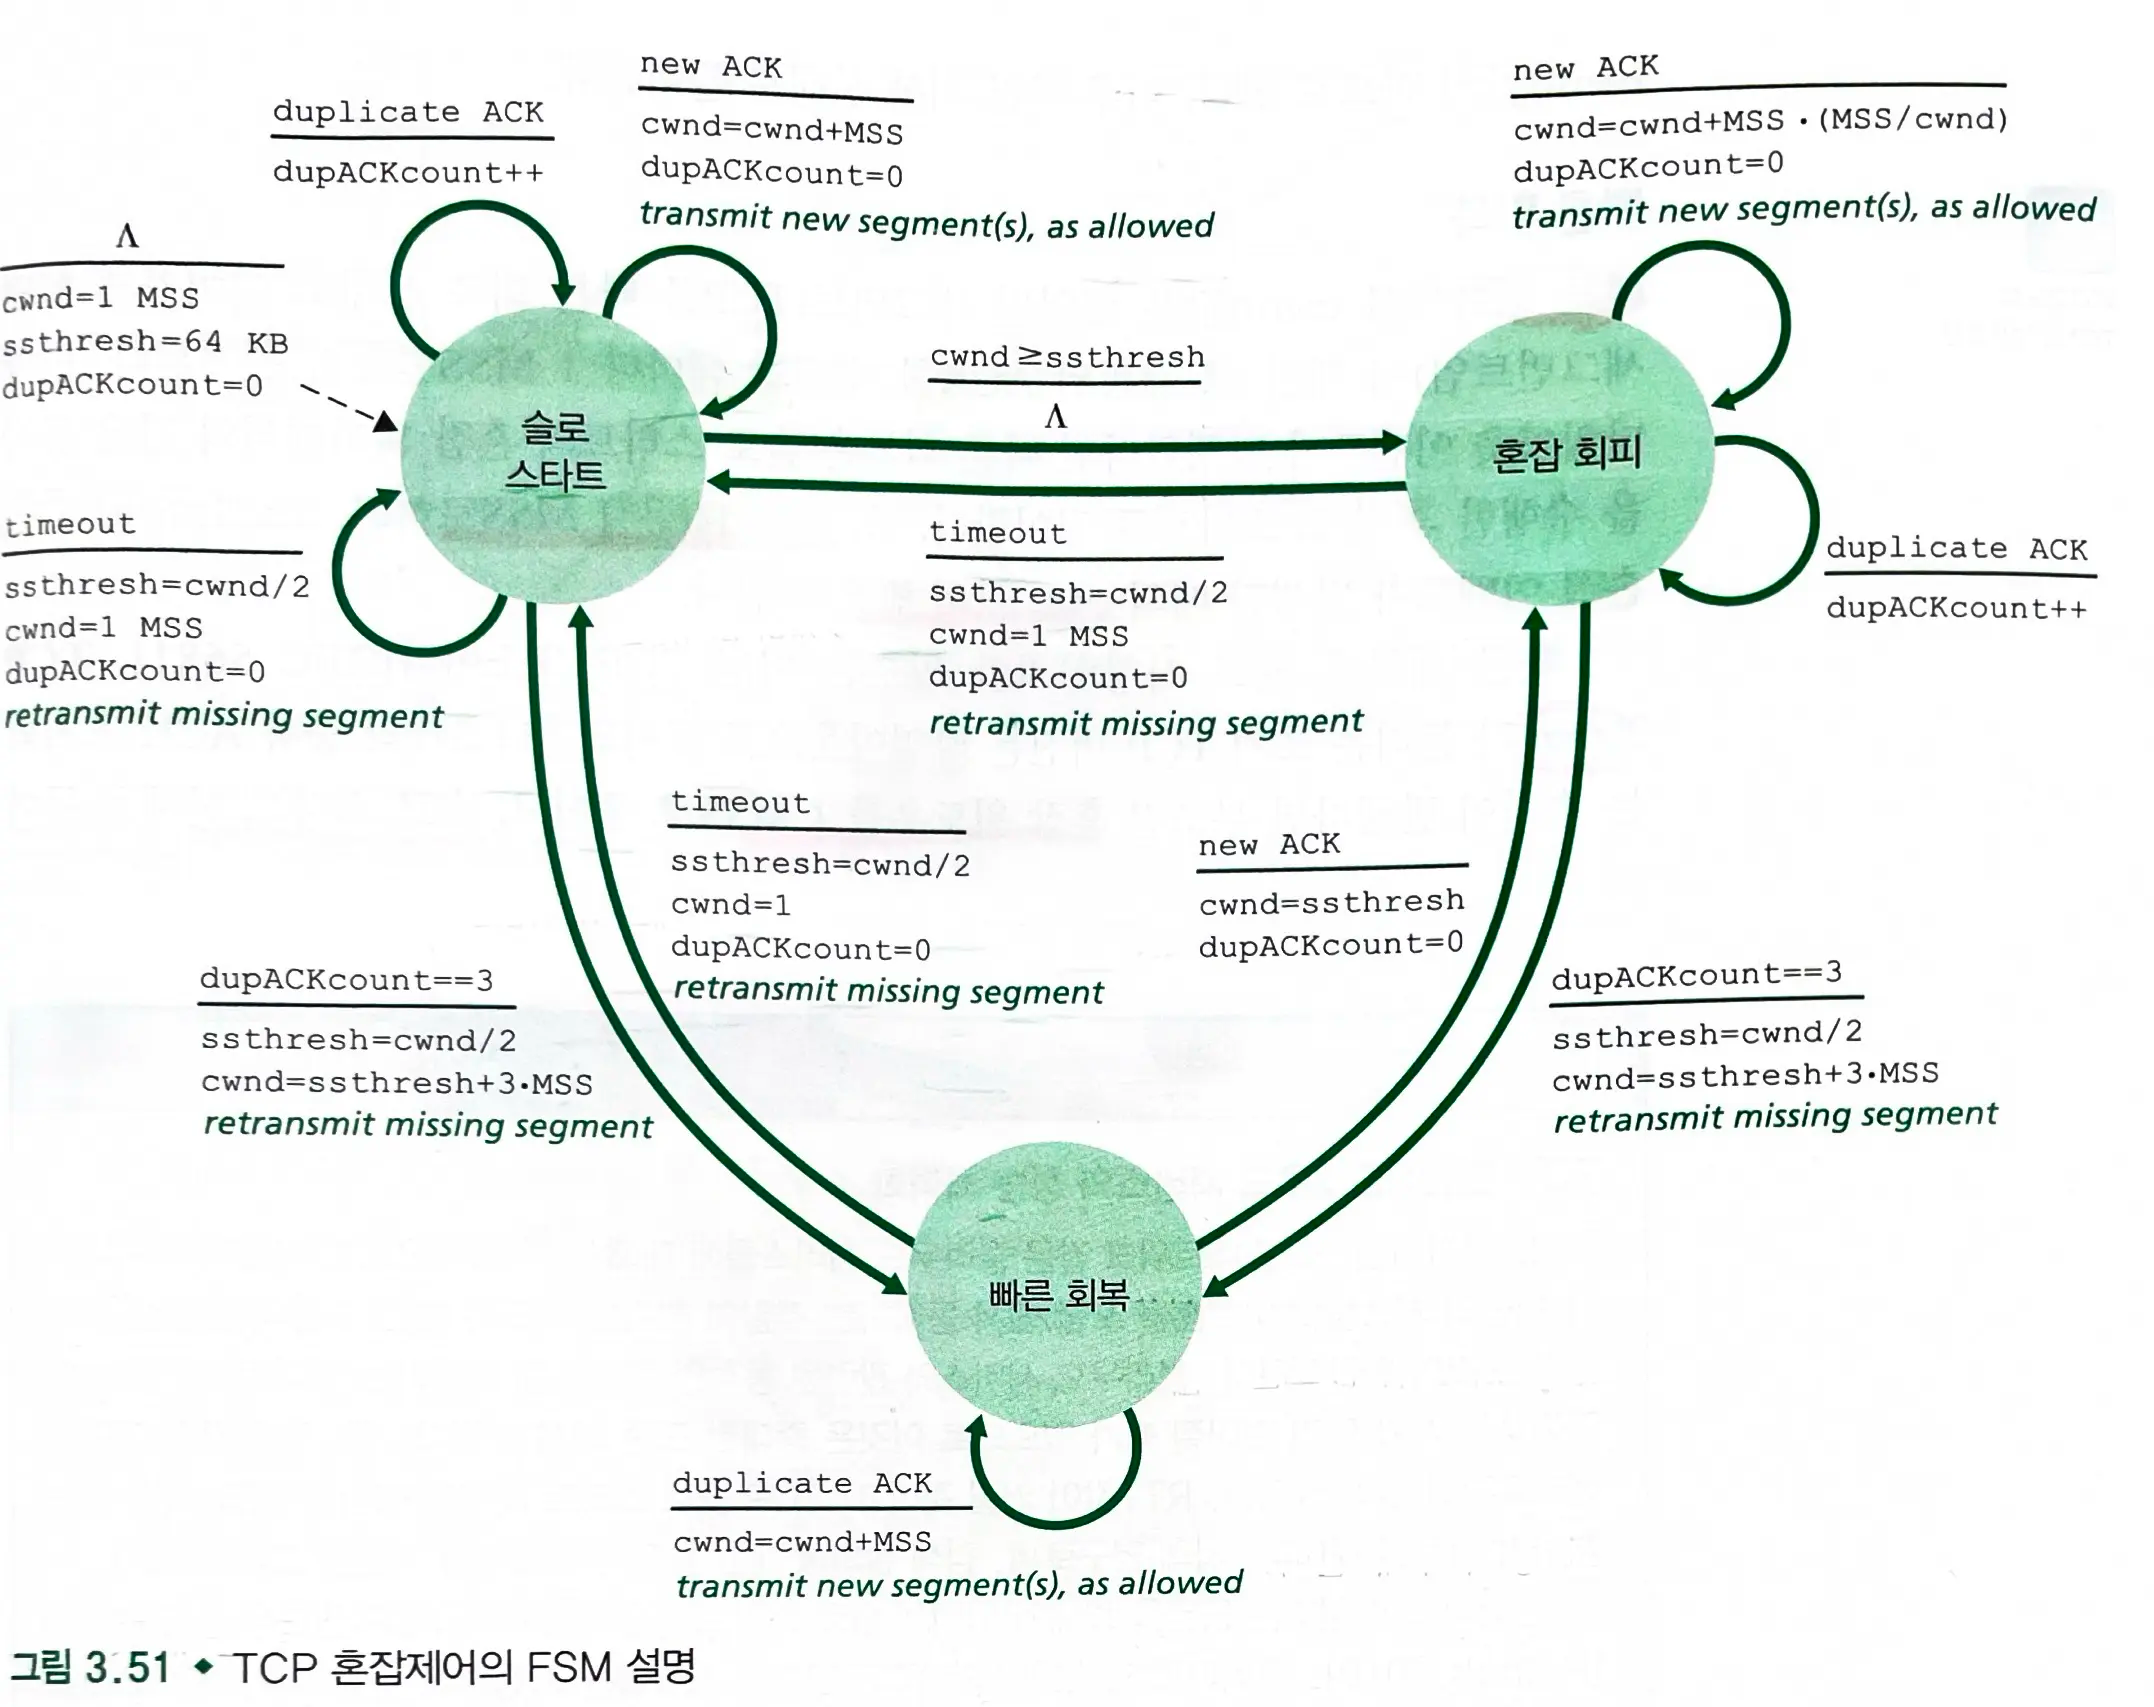 new ACK
cwnd=cwnd+MSS
dupACKcount=0
transmit new segment(s), as allowed
new ACK
cwnd=cwnd+MSS·(MSS/cwnd)
dupACKcount=0
transmit new segment(s), as allowed
duplicate ACK
dupACKcount++
Λ
cwnd=1 MSS
ssthresh=64 KB
dupACKcount=0
cwnd≥ssthresh
Λ
슬로
스타트
혼잡 회피
timeout
ssthresh=cwnd/2
cwnd=1 MSS
dupACKcount=0
retransmit missing segment
timeout
ssthresh=cwnd/2
cwnd=1 MSS
dupACKcount=0
retransmit missing segment
duplicate ACK
dupACKcount++
timeout
ssthresh=cwnd/2
cwnd=1
dupACKcount=0
retransmit missing segment
new ACK
cwnd=ssthresh
dupACKcount=0
dupACKcount==3
ssthresh=cwnd/2
cwnd=ssthresh+3·MSS
retransmit missing segment
dupACKcount==3
ssthresh=cwnd/2
cwnd=ssthresh+3·MSS
retransmit missing segment
빠른 회복
duplicate ACK
cwnd=cwnd+MSS
transmit new segment(s), as allowed
그림 3.51 ◆ TCP 혼잡제어의 FSM 설명